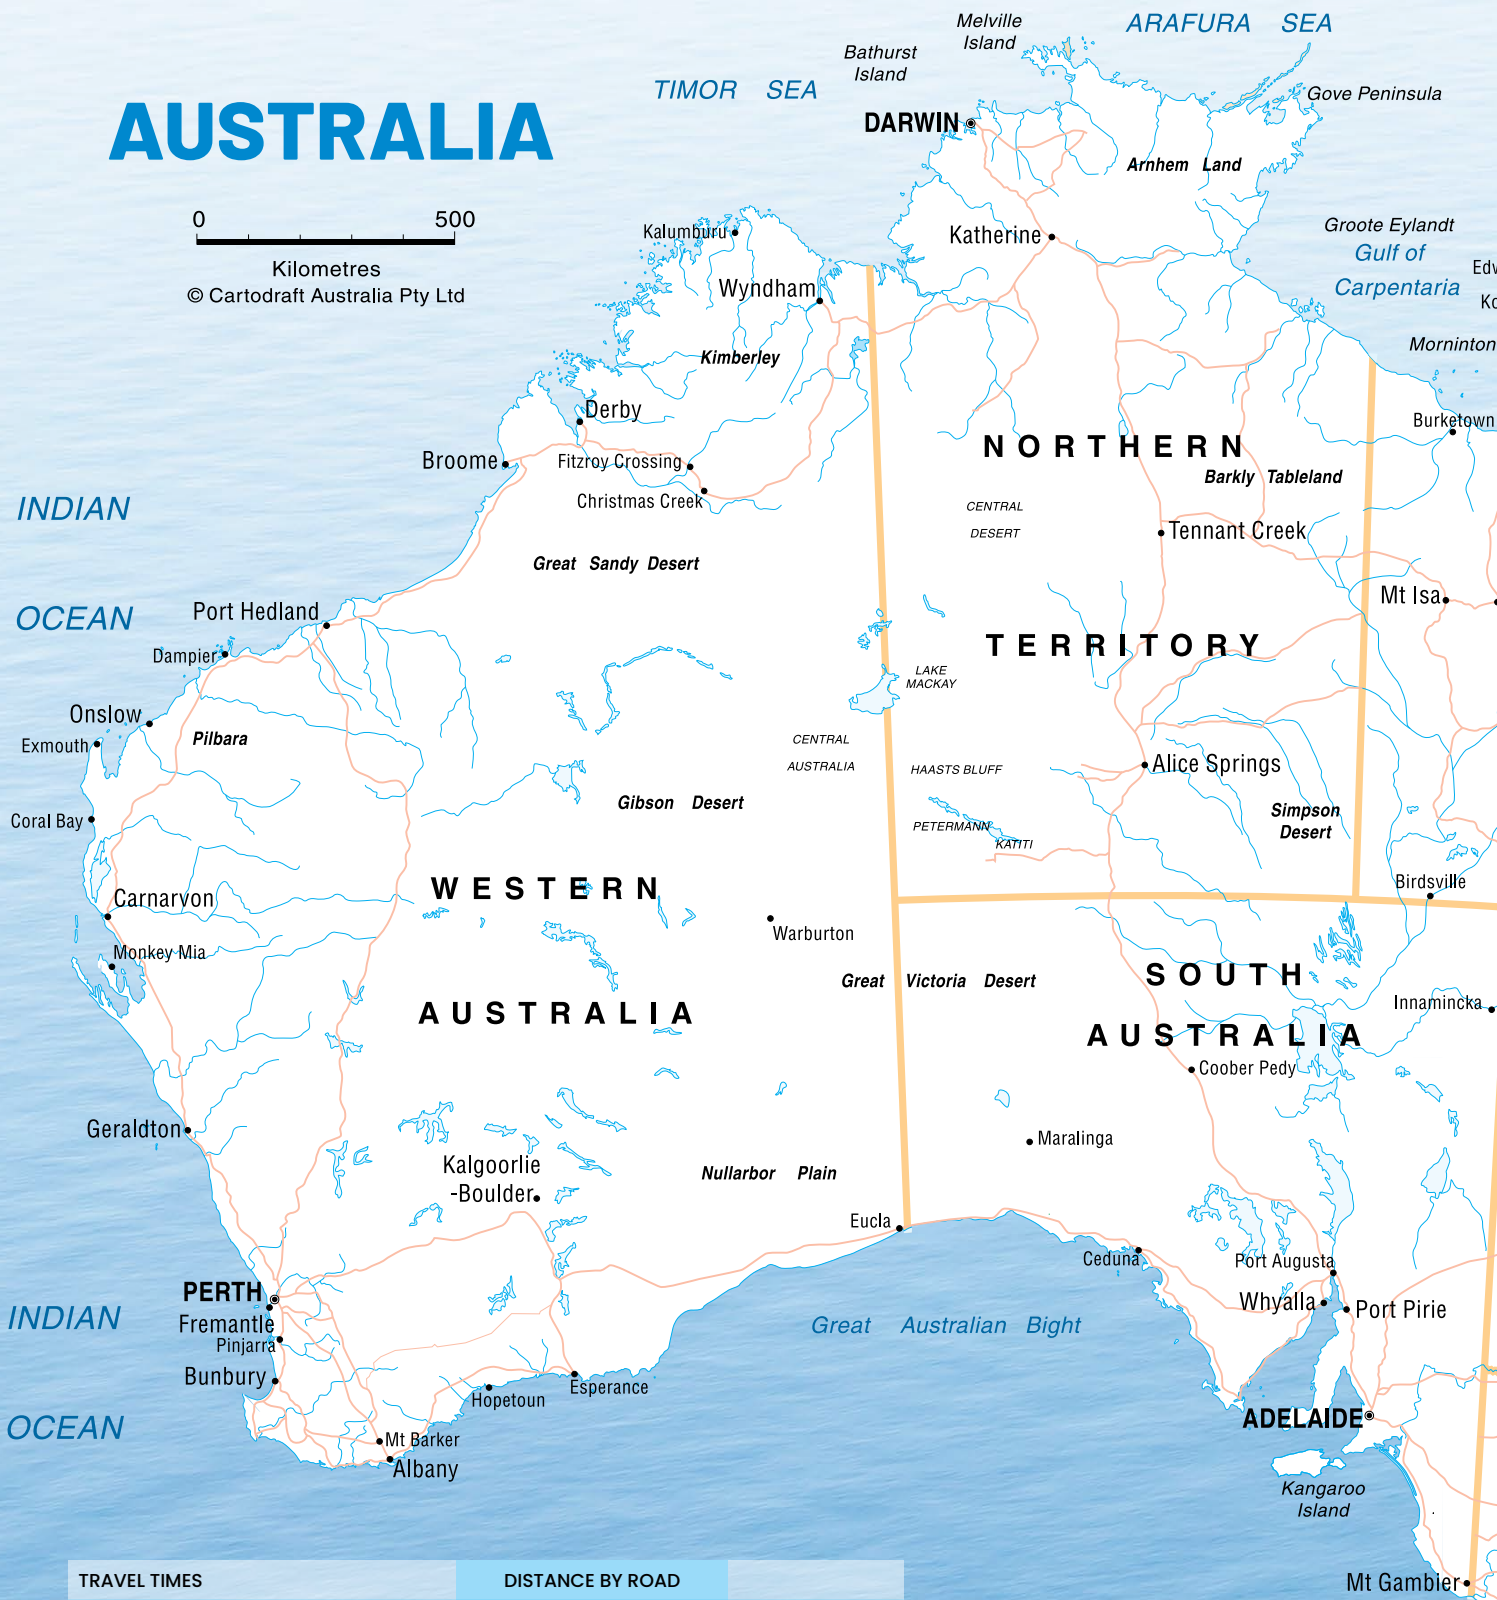 ARAFURA SEA
Melville
Island
Bathurst
Island
TIMOR SEA
Gove Peninsula
AUSTRALIA
DARWIN
Arnhem Land
0 500
Kilometres
© Cartodraft Australia Pty Ltd
Kalumburu
Katherine
Groote Eylandt
Gulf of
Carpentaria
Edw
Ko
Wyndham
Morninton
Kimberley
Derby
Burketown
NORTHERN
Broome
Fitzroy Crossing
Christmas Creek
Barkly Tableland
INDIAN
OCEAN
CENTRAL
DESERT
Tennant Creek
Great Sandy Desert
Mt Isa
Port Hedland
TERRITORY
Dampier
LAKE
MACKAY
Onslow
Exmouth
Pilbara
CENTRAL
AUSTRALIA
HAASTS BLUFF
Alice Springs
Gibson Desert
Simpson
Desert
Coral Bay
PETERMANN
KATITI
WESTERN
AUSTRALIA
Birdsville
Carnarvon
Warburton
Monkey Mia
Great Victoria Desert
SOUTH
AUSTRALIA
Innamincka
Coober Pedy
Geraldton
Maralinga
Kalgoorlie
-Boulder
Nullarbor Plain
Eucla
Ceduna
Port Augusta
PERTH
Fremantle
Pinjarra
Whyalla
Port Pirie
INDIAN
OCEAN
Great Australian Bight
Bunbury
Hopetoun
Esperance
ADELAIDE
Mt Barker
Albany
Kangaroo
Island
TRAVEL TIMES DISTANCE BY ROAD
Mt Gambier